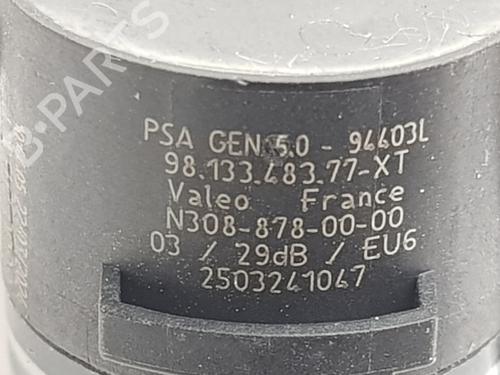 B-PARTS
PSA GEN 5.0 - 94403L
98.133.483.77-XT
Valeo France
N308-878-00-00
03 / 29dB / EU6
2503241047